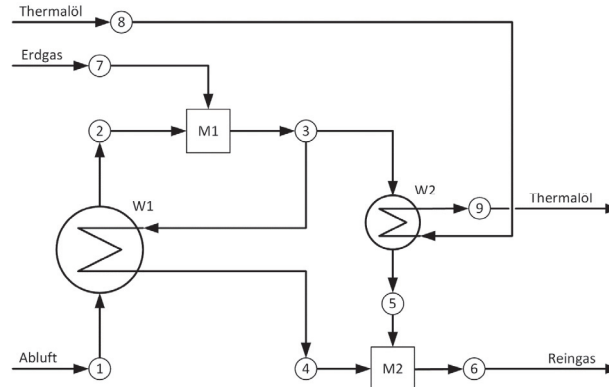 Thermalöl
8
Erdgas
7
2
M1
3
W1
W2
9
Thermalöl
5
Abluft
1
4
M2
6
Reingas